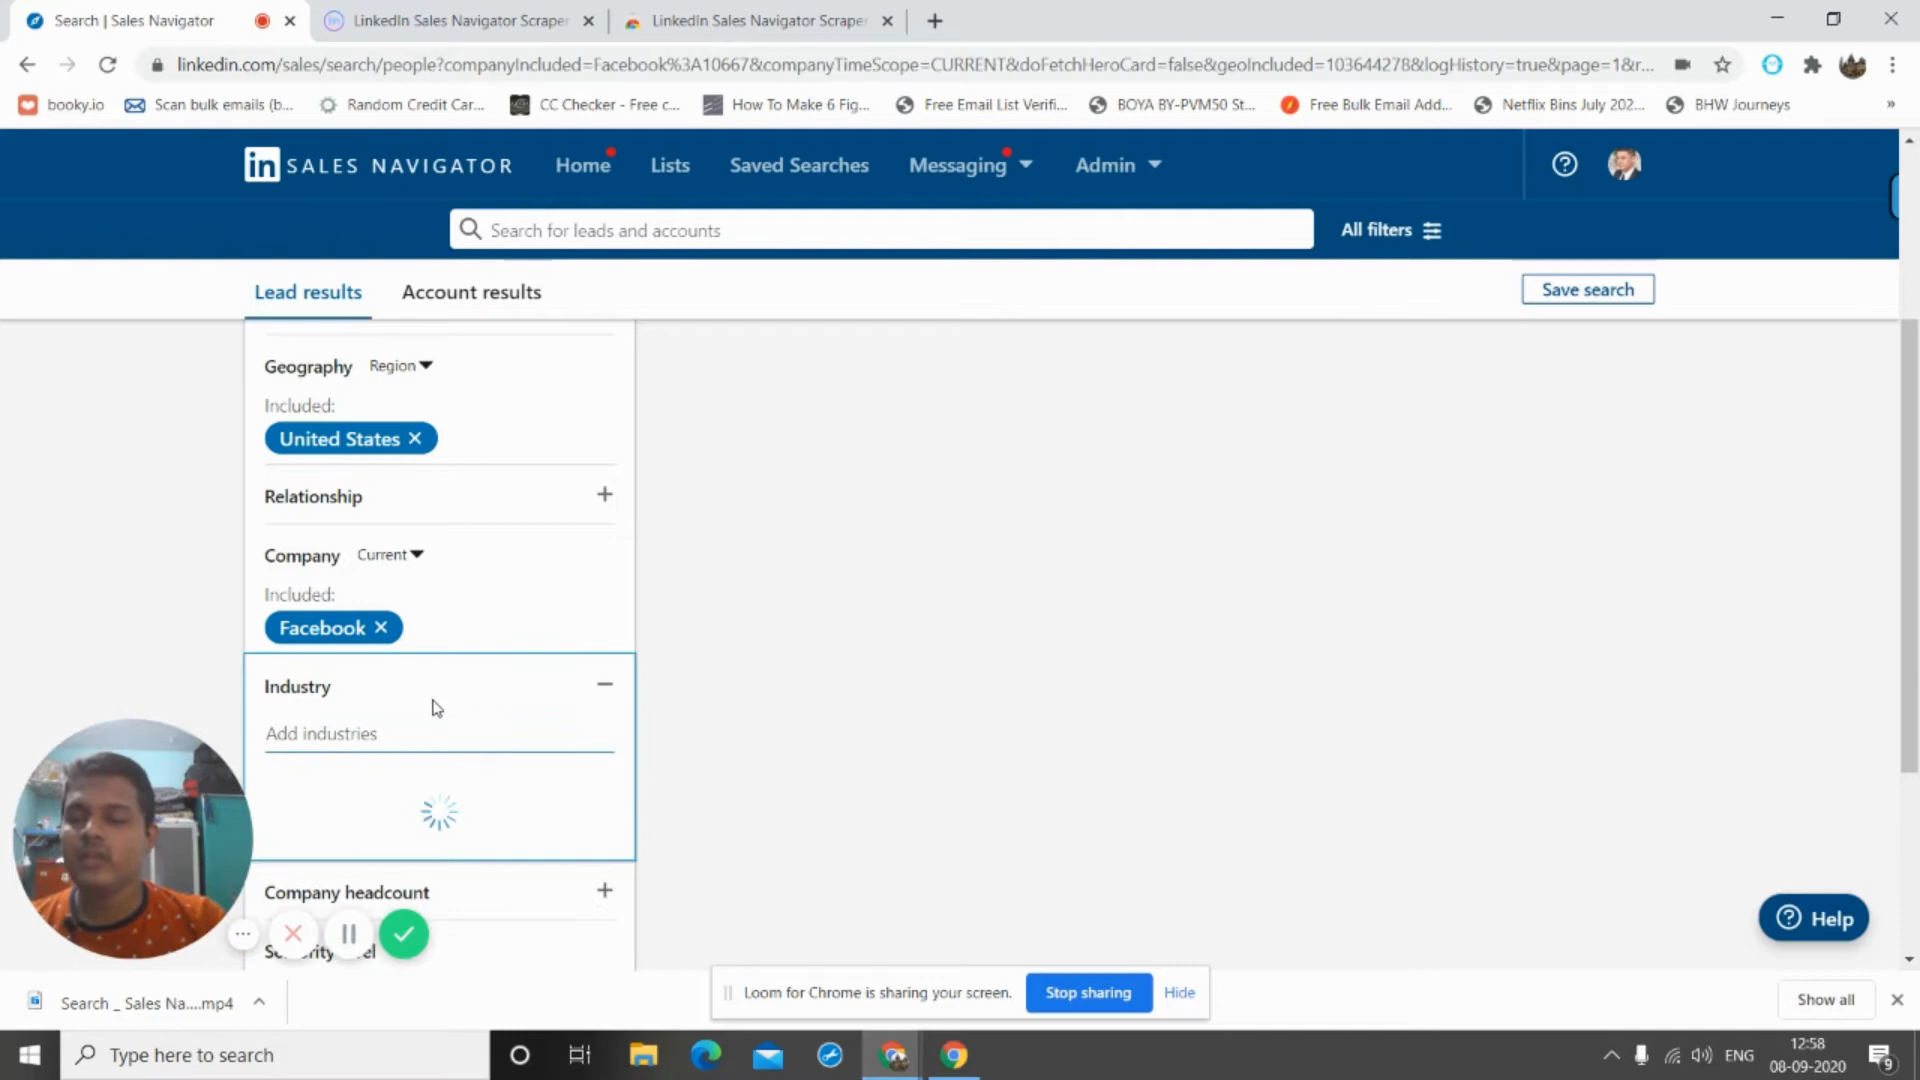 Search | Sales Navigator
LinkedIn Sales Navigator Scraper
LinkedIn Sales Navigator Scraper
linkedin.com/sales/search/people?companyIncluded=Facebook%3A10667&companyTimeScope=CURRENT&doFetchHeroCard=false&geoIncluded=103644278&logHistory=true&page=1&r...
booky.io
Scan bulk emails (b...
Random Credit Car...
CC Checker - Free c...
How To Make 6 Fig...
Free Email List Verifi...
BOYA BY-PVM50 St...
Free Bulk Email Add...
Netflix Bins July 202...
BHW Journeys
»
in SALES NAVIGATOR
Home
Lists
Saved Searches
Messaging
Admin
Search for leads and accounts
All filters
Lead results
Account results
Save search
Geography Region
Included:
United States
Relationship
Company Current
Included:
Facebook
Industry
Add industries
Company headcount
Help
Loom for Chrome is sharing your screen.
Stop sharing
Hide
Search _ Sales Na....mp4
Show all
Type here to search
ENG
12:58
08-09-2020
9